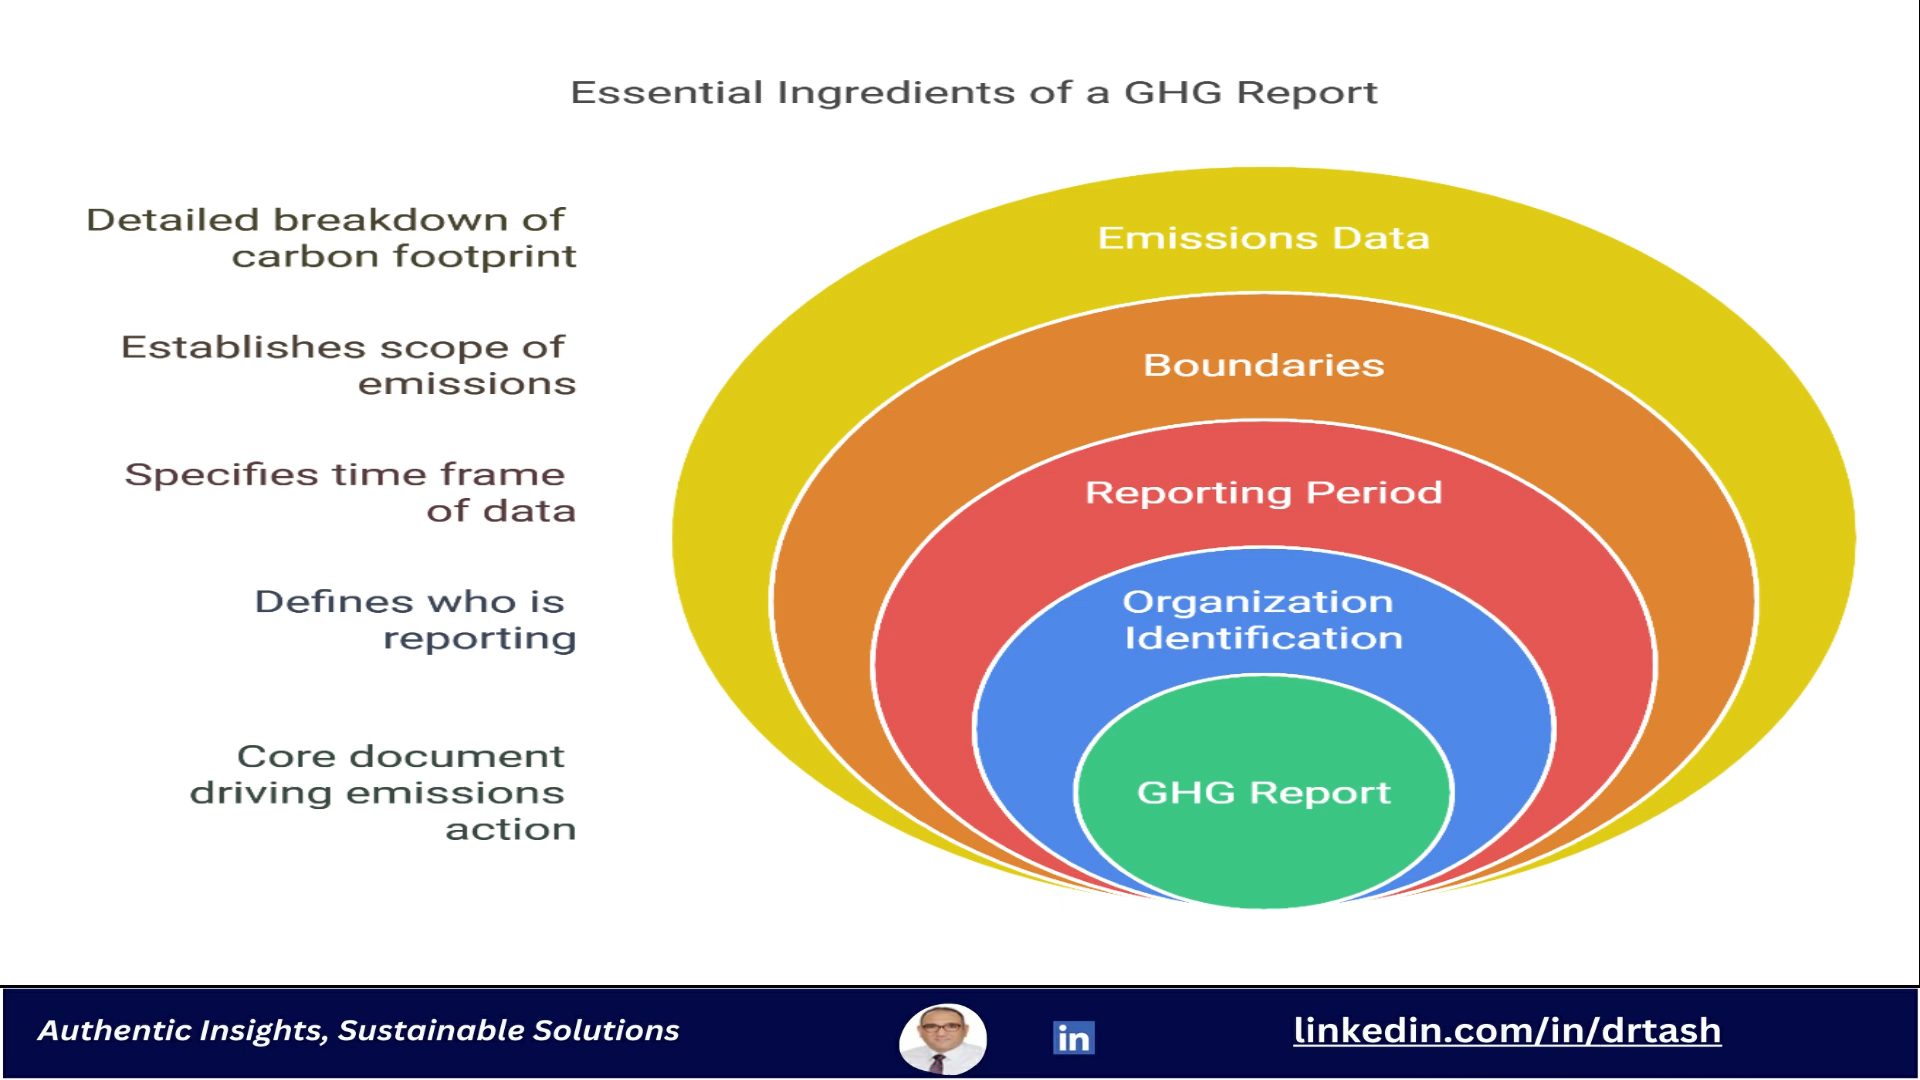 Essential Ingredients of a GHG Report
Detailed breakdown of
carbon footprint
Emissions Data
Establishes scope of
emissions
Boundaries
Specifies time frame
of data
Reporting Period
Defines who is
reporting
Organization
Identification
Core document
driving emissions
action
GHG Report
Authentic Insights, Sustainable Solutions
in
linkedin.com/in/drtash